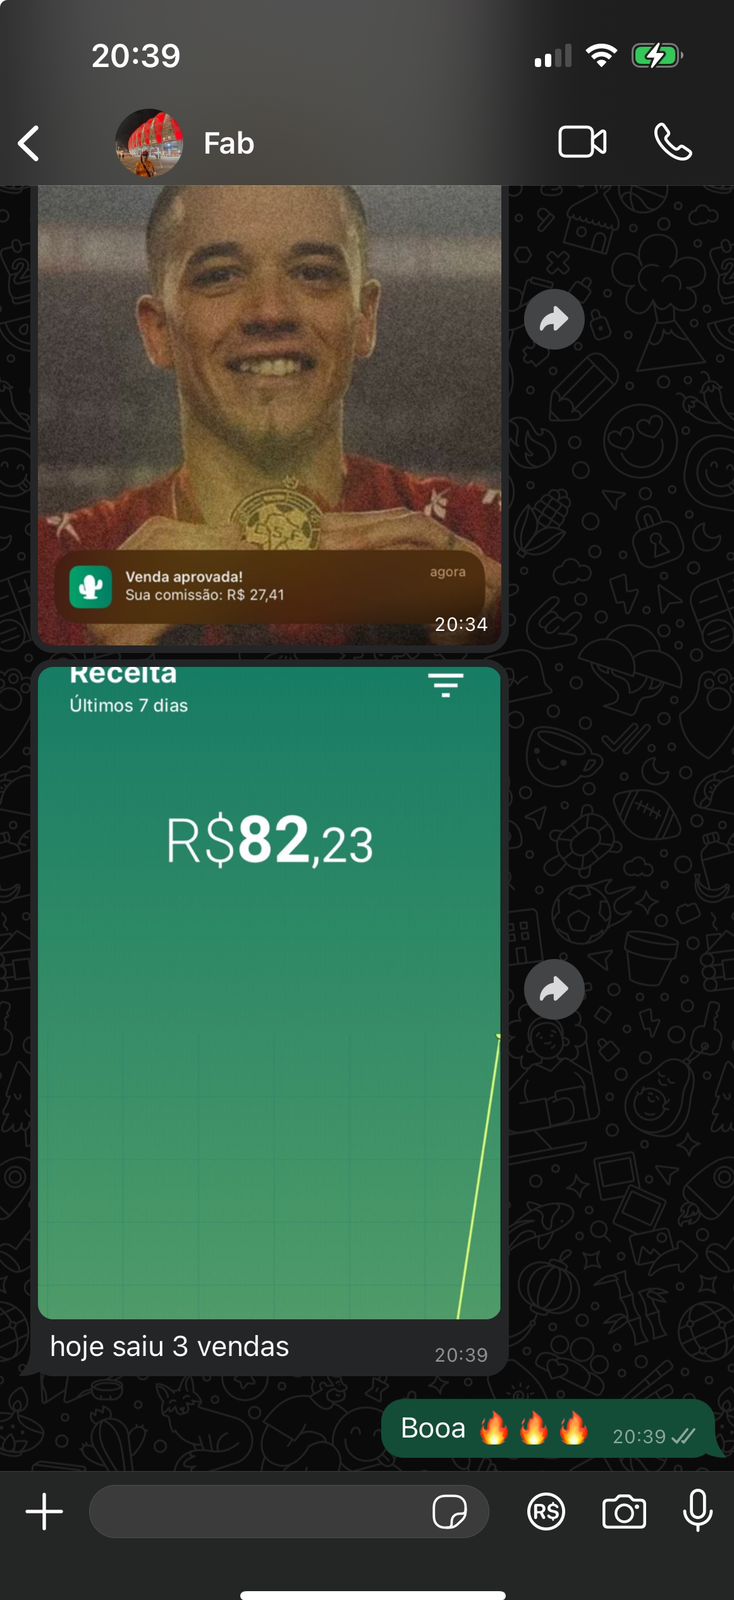 20:39
Fab
Venda aprovada!
agora
Sua comissão: R$ 27,41
20:34
Receita
Últimos 7 dias
R$82,23
hoje saiu 3 vendas
20:39
Booa 🔥🔥🔥
20:39
R$